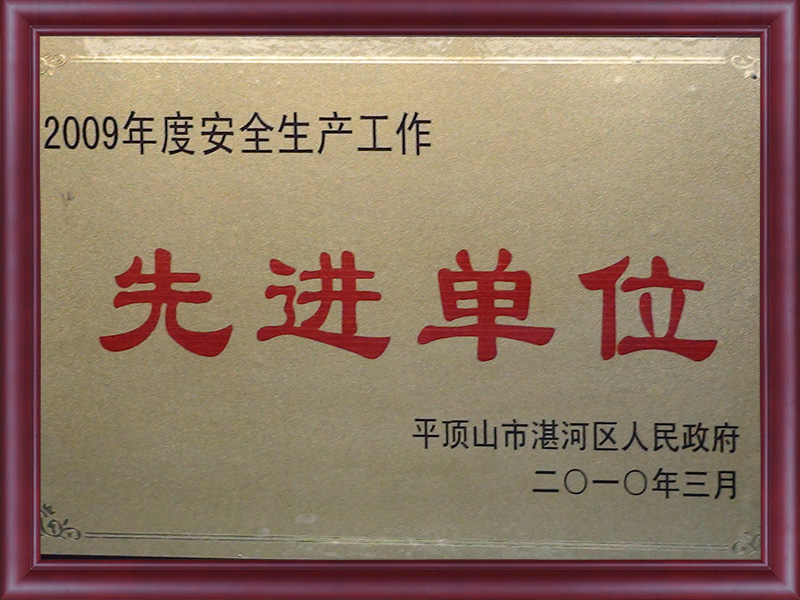 2009年度安全生产工作
先进单位
平顶山市湛河区人民政府
二〇一〇年三月